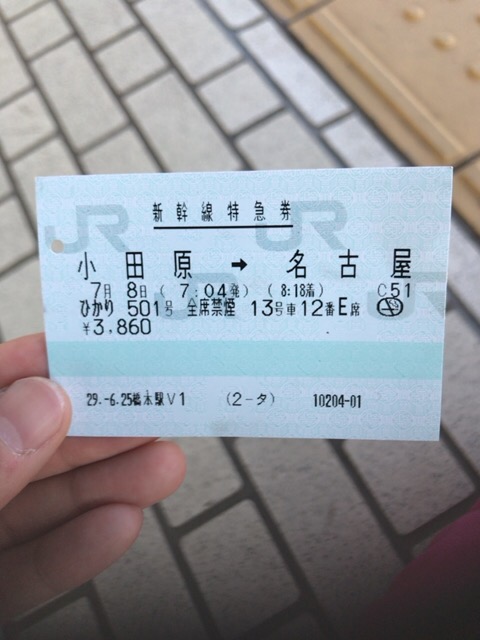 新幹線特急券
小田原 → 名古屋
7月 8日 ( 7:04発) ( 8:18着) C51
ひかり 501号 全席禁煙 13号車12番E席
¥3,860
29.-6.25橋本駅V1 (2-タ) 10204-01